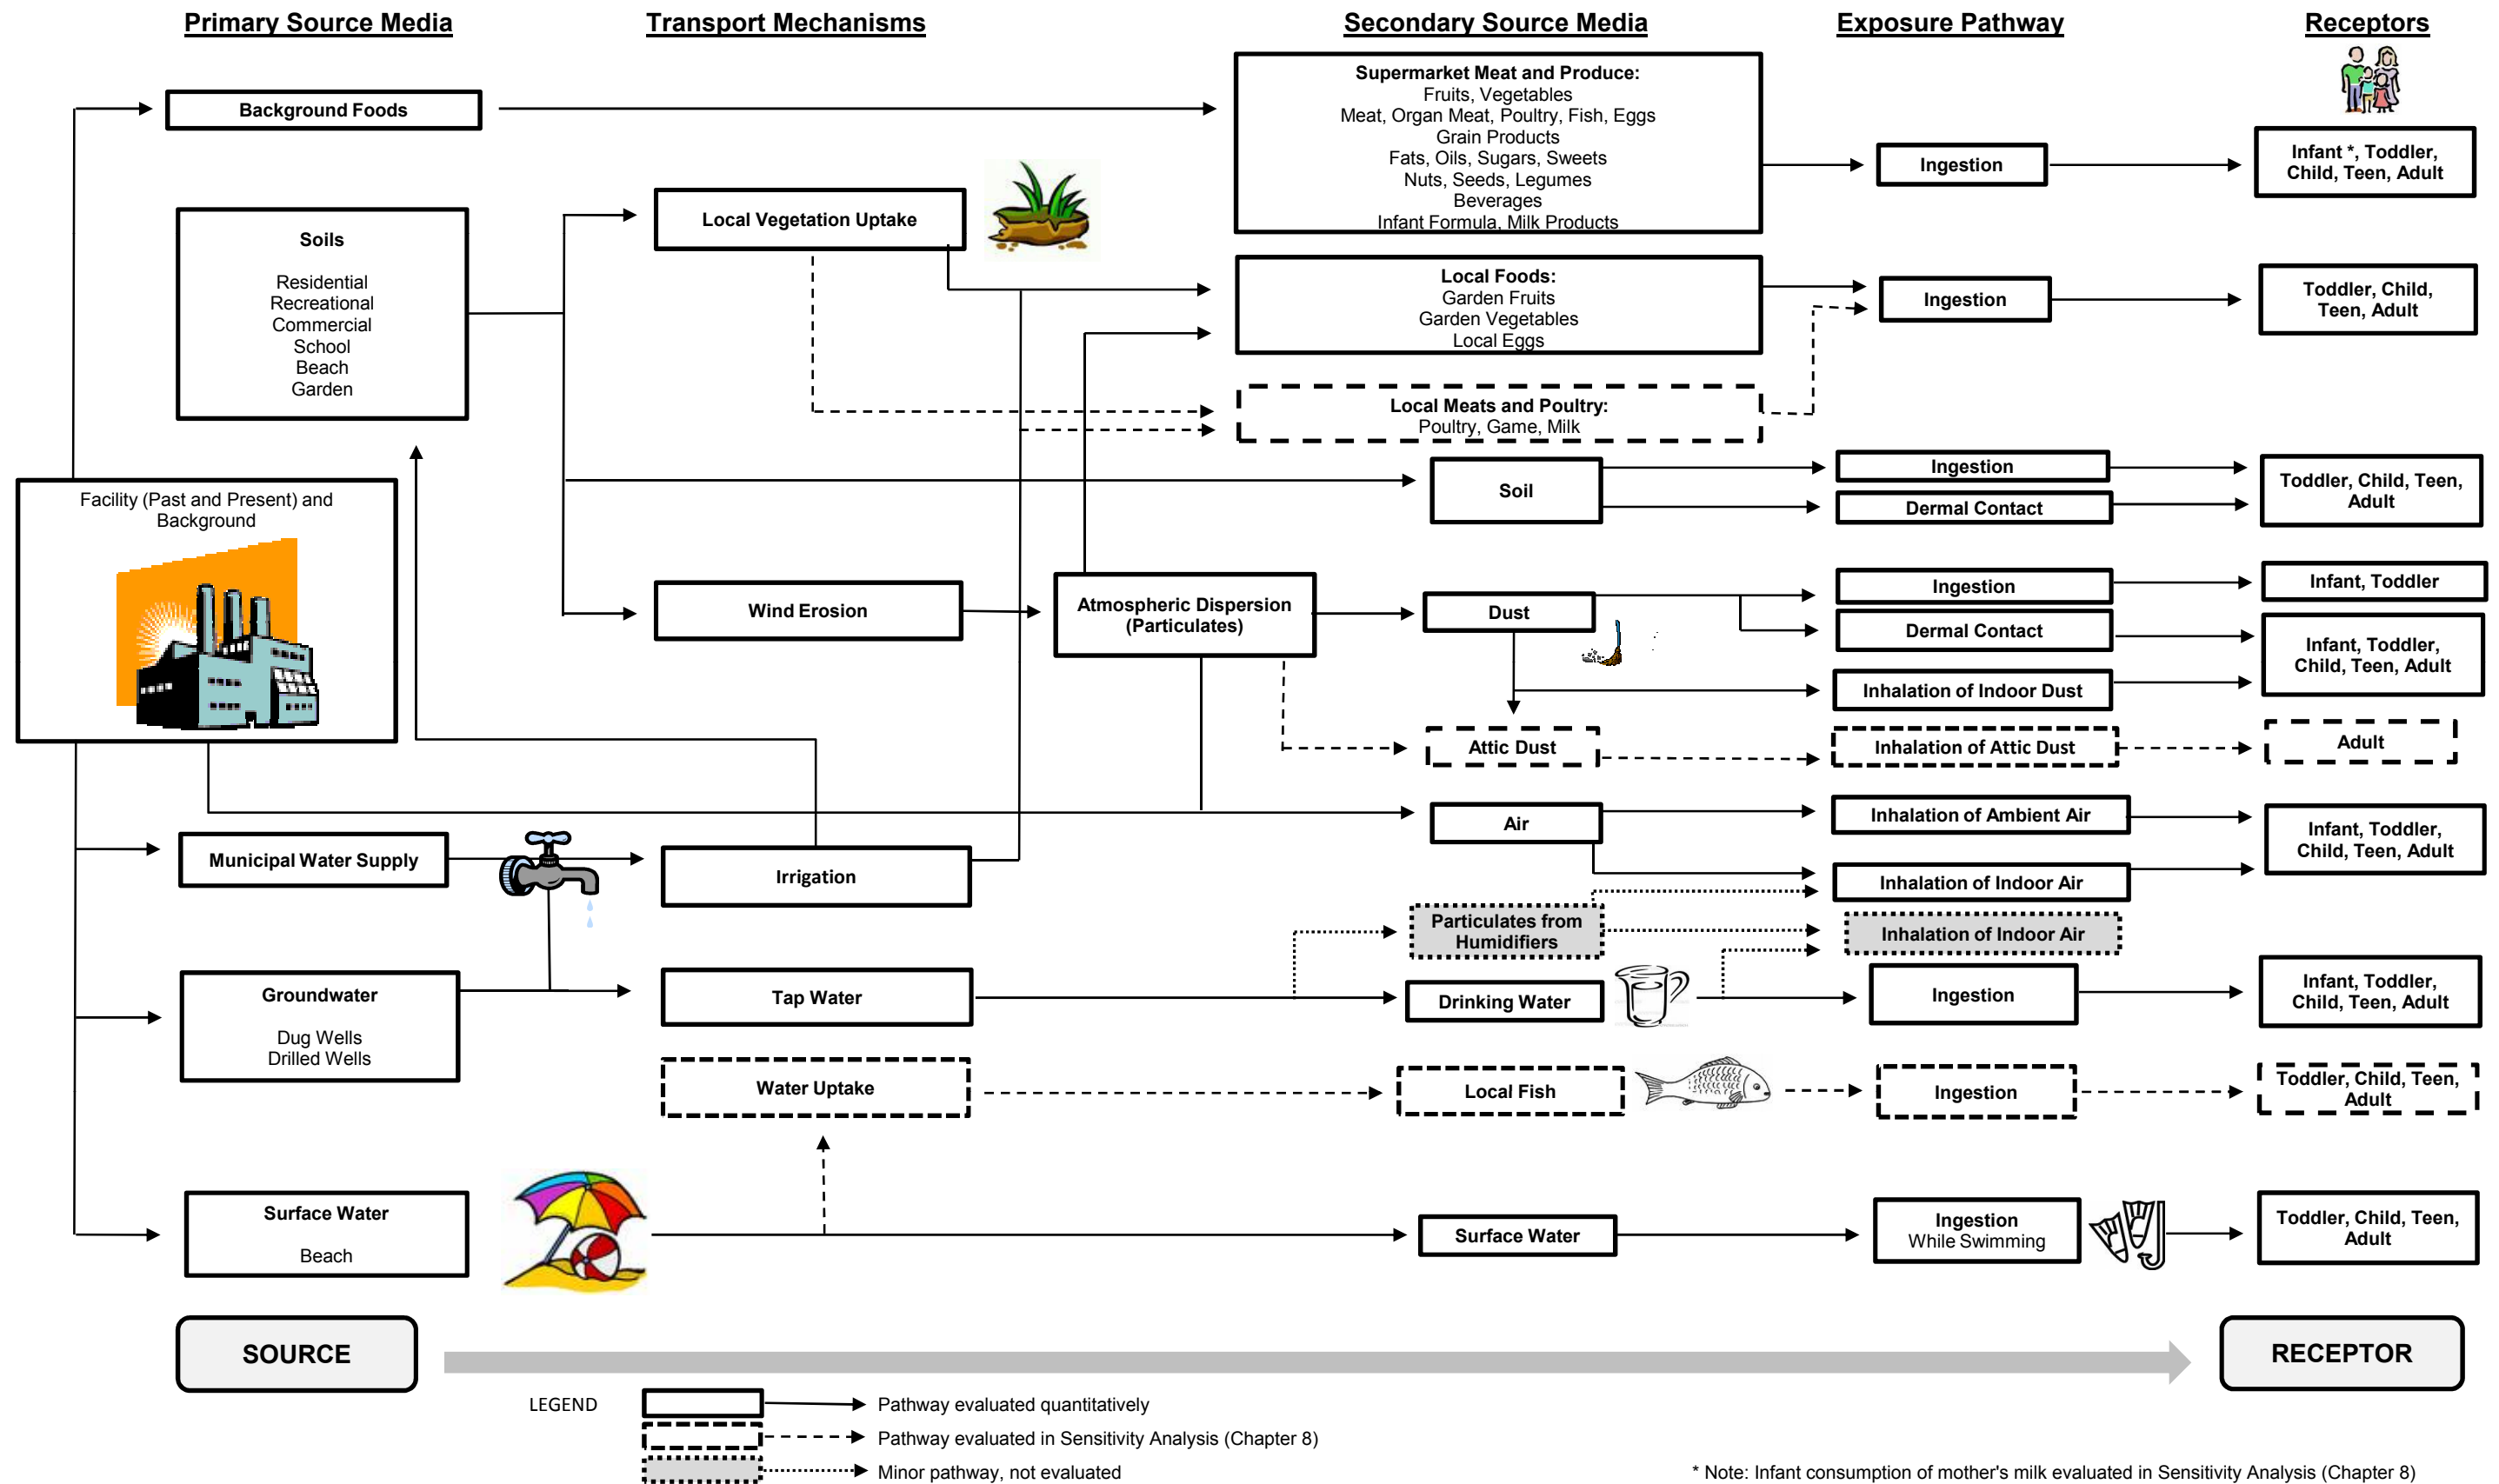 Primary Source Media
Transport Mechanisms
Secondary Source Media
Exposure Pathway
Receptors
Background Foods
Supermarket Meat and Produce:
Fruits, Vegetables
Meat, Organ Meat, Poultry, Fish, Eggs
Grain Products
Fats, Oils, Sugars, Sweets
Nuts, Seeds, Legumes
Beverages
Infant Formula, Milk Products
Ingestion
Infant *, Toddler,
Child, Teen, Adult
Soils
Residential
Recreational
Commercial
School
Beach
Garden
Local Vegetation Uptake
Local Foods:
Garden Fruits
Garden Vegetables
Local Eggs
Ingestion
Toddler, Child,
Teen, Adult
Local Meats and Poultry:
Poultry, Game, Milk
Facility (Past and Present) and
Background
Soil
Ingestion
Dermal Contact
Toddler, Child, Teen,
Adult
Wind Erosion
Atmospheric Dispersion
(Particulates)
Dust
Ingestion
Infant, Toddler
Dermal Contact
Inhalation of Indoor Dust
Infant, Toddler,
Child, Teen, Adult
Attic Dust
Inhalation of Attic Dust
Adult
Municipal Water Supply
Irrigation
Air
Inhalation of Ambient Air
Inhalation of Indoor Air
Infant, Toddler,
Child, Teen, Adult
Particulates from
Humidifiers
Inhalation of Indoor Air
Groundwater
Dug Wells
Drilled Wells
Tap Water
Drinking Water
Ingestion
Infant, Toddler,
Child, Teen, Adult
Water Uptake
Local Fish
Ingestion
Toddler, Child, Teen,
Adult
Surface Water
Beach
Surface Water
Ingestion
While Swimming
Toddler, Child, Teen,
Adult
SOURCE
RECEPTOR
LEGEND
Pathway evaluated quantitatively
Pathway evaluated in Sensitivity Analysis (Chapter 8)
Minor pathway, not evaluated
* Note: Infant consumption of mother's milk evaluated in Sensitivity Analysis (Chapter 8)